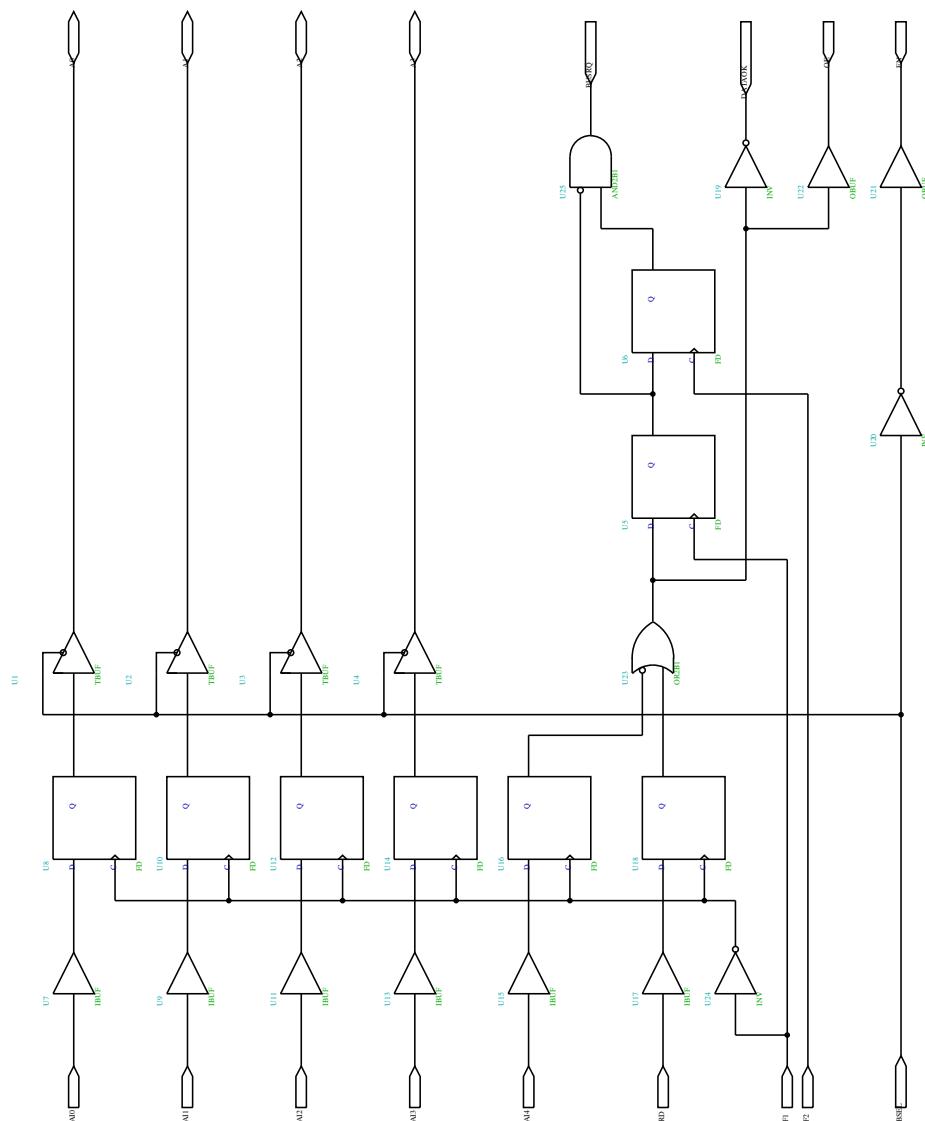 BUSRQ
DATAOK
U25
AND2B1
U19
INV
U22
OBUF
U21
Q
U6
D
C
FD
U20
Q
U5
D
C
FD
U1
TBUF
U2
TBUF
U3
TBUF
U4
TBUF
U23
OR2B1
Q
Q
Q
Q
Q
Q
U8
D
C
FD
U10
D
C
FD
U12
D
C
FD
U14
D
C
FD
U16
D
C
FD
U18
D
C
FD
U7
IBUF
U9
IBUF
U11
IBUF
U13
IBUF
U15
IBUF
U17
IBUF
U24
INV
AI0
AI1
AI2
AI3
AI4
RD
F1
F2
BSEL